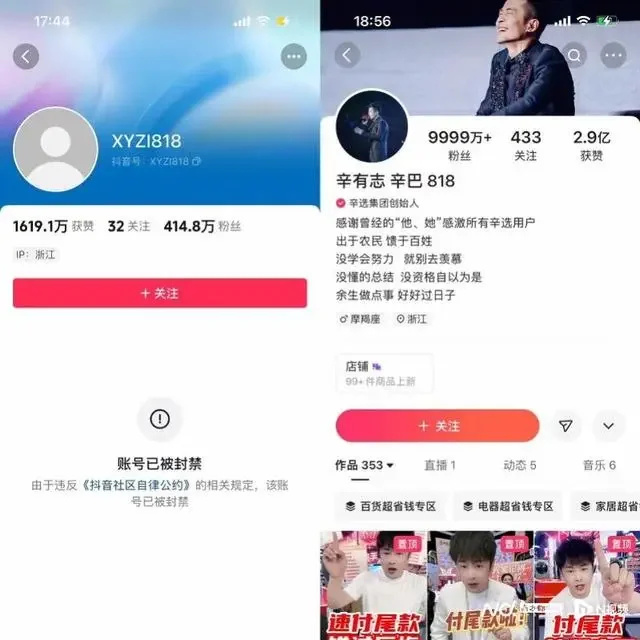 17:44
XYZI818
抖音号：XYZI818
1619.1万 获赞 32 关注 414.8万 粉丝
IP：浙江
＋ 关注
账号已被封禁
由于违反《抖音社区自律公约》的相关规定，该账
号已被封禁
18:56
9999万+ 433 2.9亿
粉丝 关注 获赞
辛有志 辛巴 818
辛选集团创始人
感谢曾经的“他、她”感激所有辛选用户
出于农民 馈于百姓
没学会努力 就别去羡慕
没懂的总结 没资格自以为是
余生做点事 好好过日子
摩羯座 浙江
店铺
99+ 件商品上新
＋ 关注
作品 353 直播 1 动态 5 音乐 6
百货超省钱专区 电器超省钱专区 家居超省
置顶 置顶 置顶
速付尾款 付尾款啦!! 付尾款
N视频